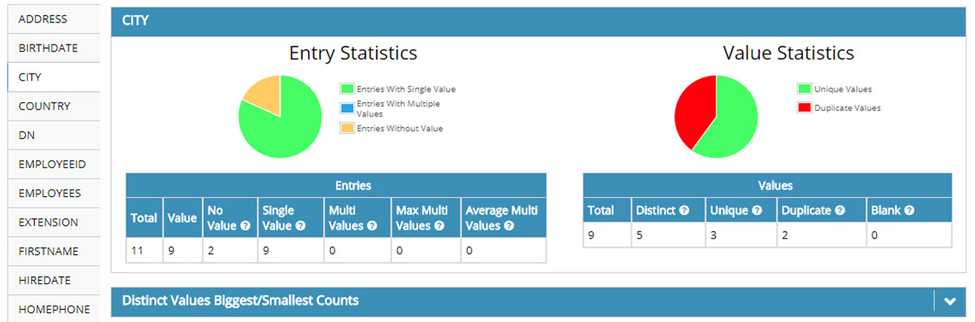 ADDRESS
BIRTHDATE
CITY
COUNTRY
DN
EMPLOYEEID
EMPLOYEES
EXTENSION
FIRSTNAME
HIREDATE
HOMEPHONE
CITY
Entry Statistics
Entries With Single Value
Entries With Multiple
Values
Entries Without Value
Value Statistics
Unique Values
Duplicate Values
Entries
Total Value No Value ? Single Value ? Multi Values ? Max Multi Values ? Average Multi Values ?
11 9 2 9 0 0 0
Values
Total Distinct ? Unique ? Duplicate ? Blank ?
9 5 3 2 0
Distinct Values Biggest/Smallest Counts